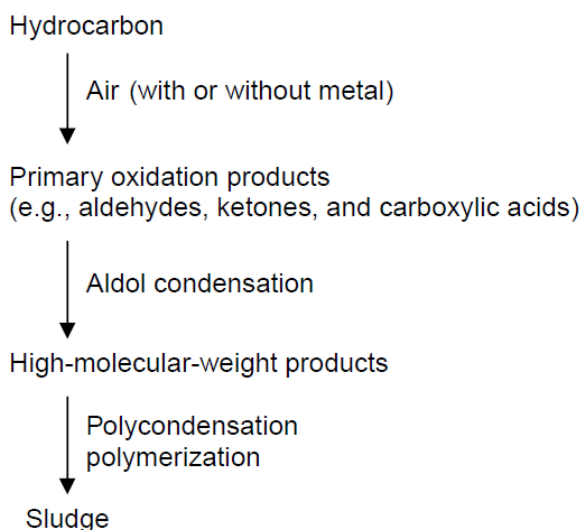 Hydrocarbon
Air (with or without metal)
Primary oxidation products
(e.g., aldehydes, ketones, and carboxylic acids)
Aldol condensation
High-molecular-weight products
Polycondensation
polymerization
Sludge